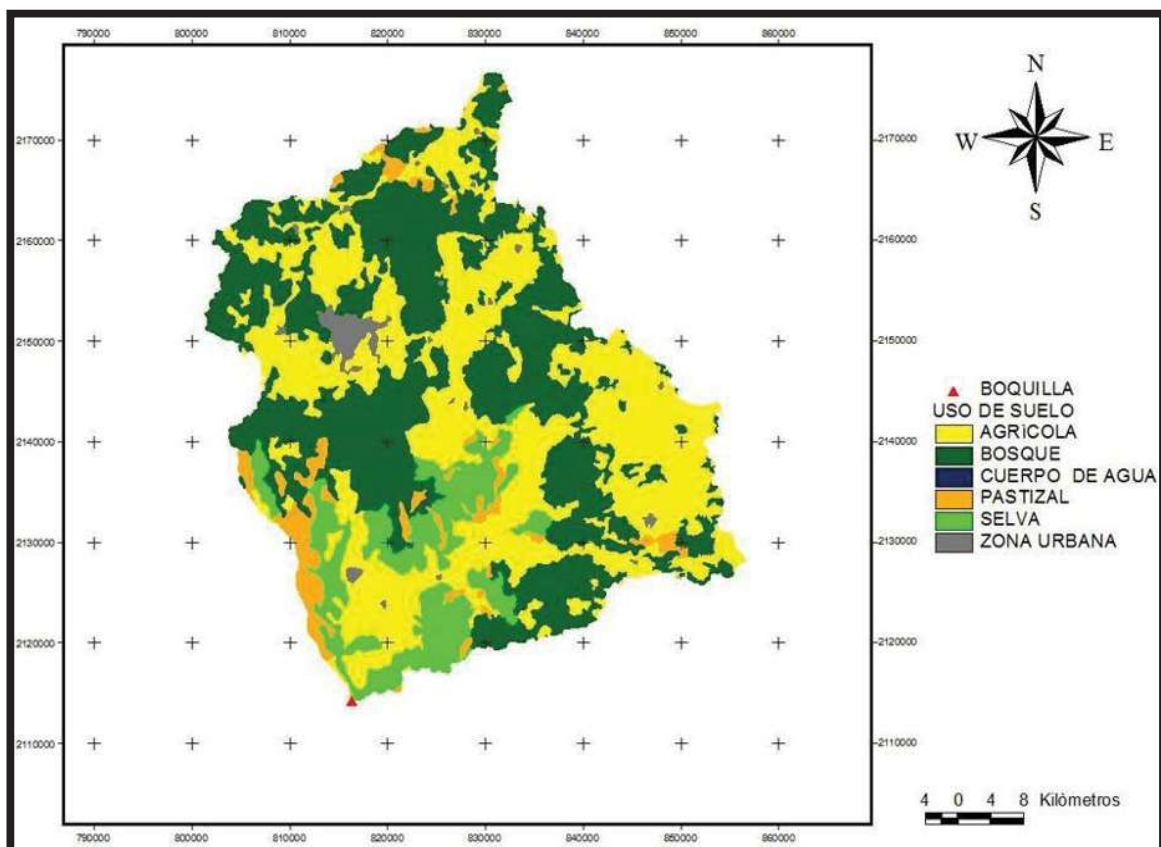 790000 800000 810000 820000 830000 840000 850000 860000
N
W E
S
2170000 2170000
2160000 2160000
2150000 2150000
2140000 2140000
2130000 2130000
2120000 2120000
2110000 2110000
BOQUILLA
USO DE SUELO
AGRíCOLA
BOSQUE
CUERPO DE AGUA
PASTIZAL
SELVA
ZONA URBANA
4 0 4 8 Kilómetros
790000 800000 810000 820000 830000 840000 850000 860000